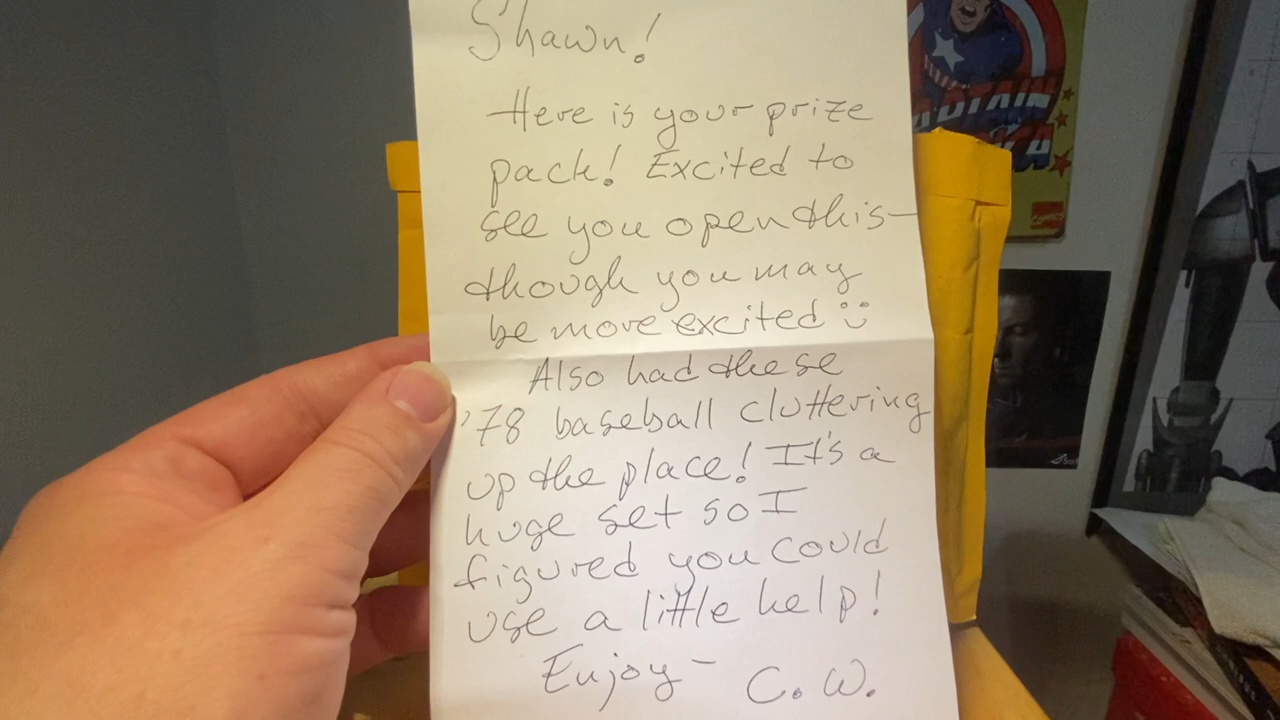 Shawn!
Here is your prize
pack! Excited to
see you open this—
though you may
be more excited :)
Also had these
'78 baseball cluttering
up the place! It's a
huge set so I
figured you could
use a little help!
Enjoy – C.W.